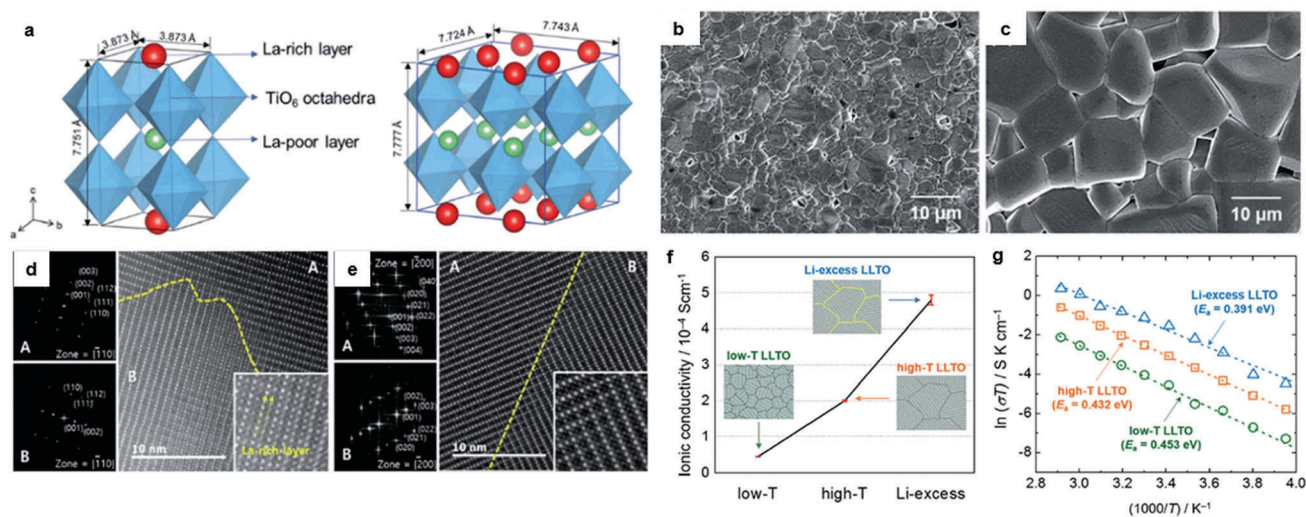 a
3.873 Å
3.873 Å
7.751 Å
La-rich layer
TiO6 octahedra
La-poor layer
c
a
b
7.724 Å
7.743 Å
7.777 Å
b
10 µm
c
10 µm
d
(003)
(002)
(112)
(001)
(111)
(110)
A
Zone = [1̄10]
(110)
(112)
(111)
(001)
(002)
B
Zone = [1̄10]
A
B
10 nm
La-rich-layer
e
Zone = [2̄00]
(040)
(020)
(021)
(022)
(001)
(002)
(003)
(004)
A
(002)
(003)
(001)
(022)
(021)
(020)
B
Zone = [2̄00]
A
B
10 nm
f
Ionic conductivity / 10⁻⁴ Scm⁻¹
6
5
4
3
2
1
0
Li-excess LLTO
low-T LLTO
high-T LLTO
low-T
high-T
Li-excess
g
ln (σT) / S K cm⁻¹
0
-2
-4
-6
-8
Li-excess LLTO
(Ea = 0.391 eV)
high-T LLTO
(Ea = 0.432 eV)
low-T LLTO
(Ea = 0.453 eV)
2.8
3.0
3.2
3.4
3.6
3.8
4.0
(1000/T) / K⁻¹